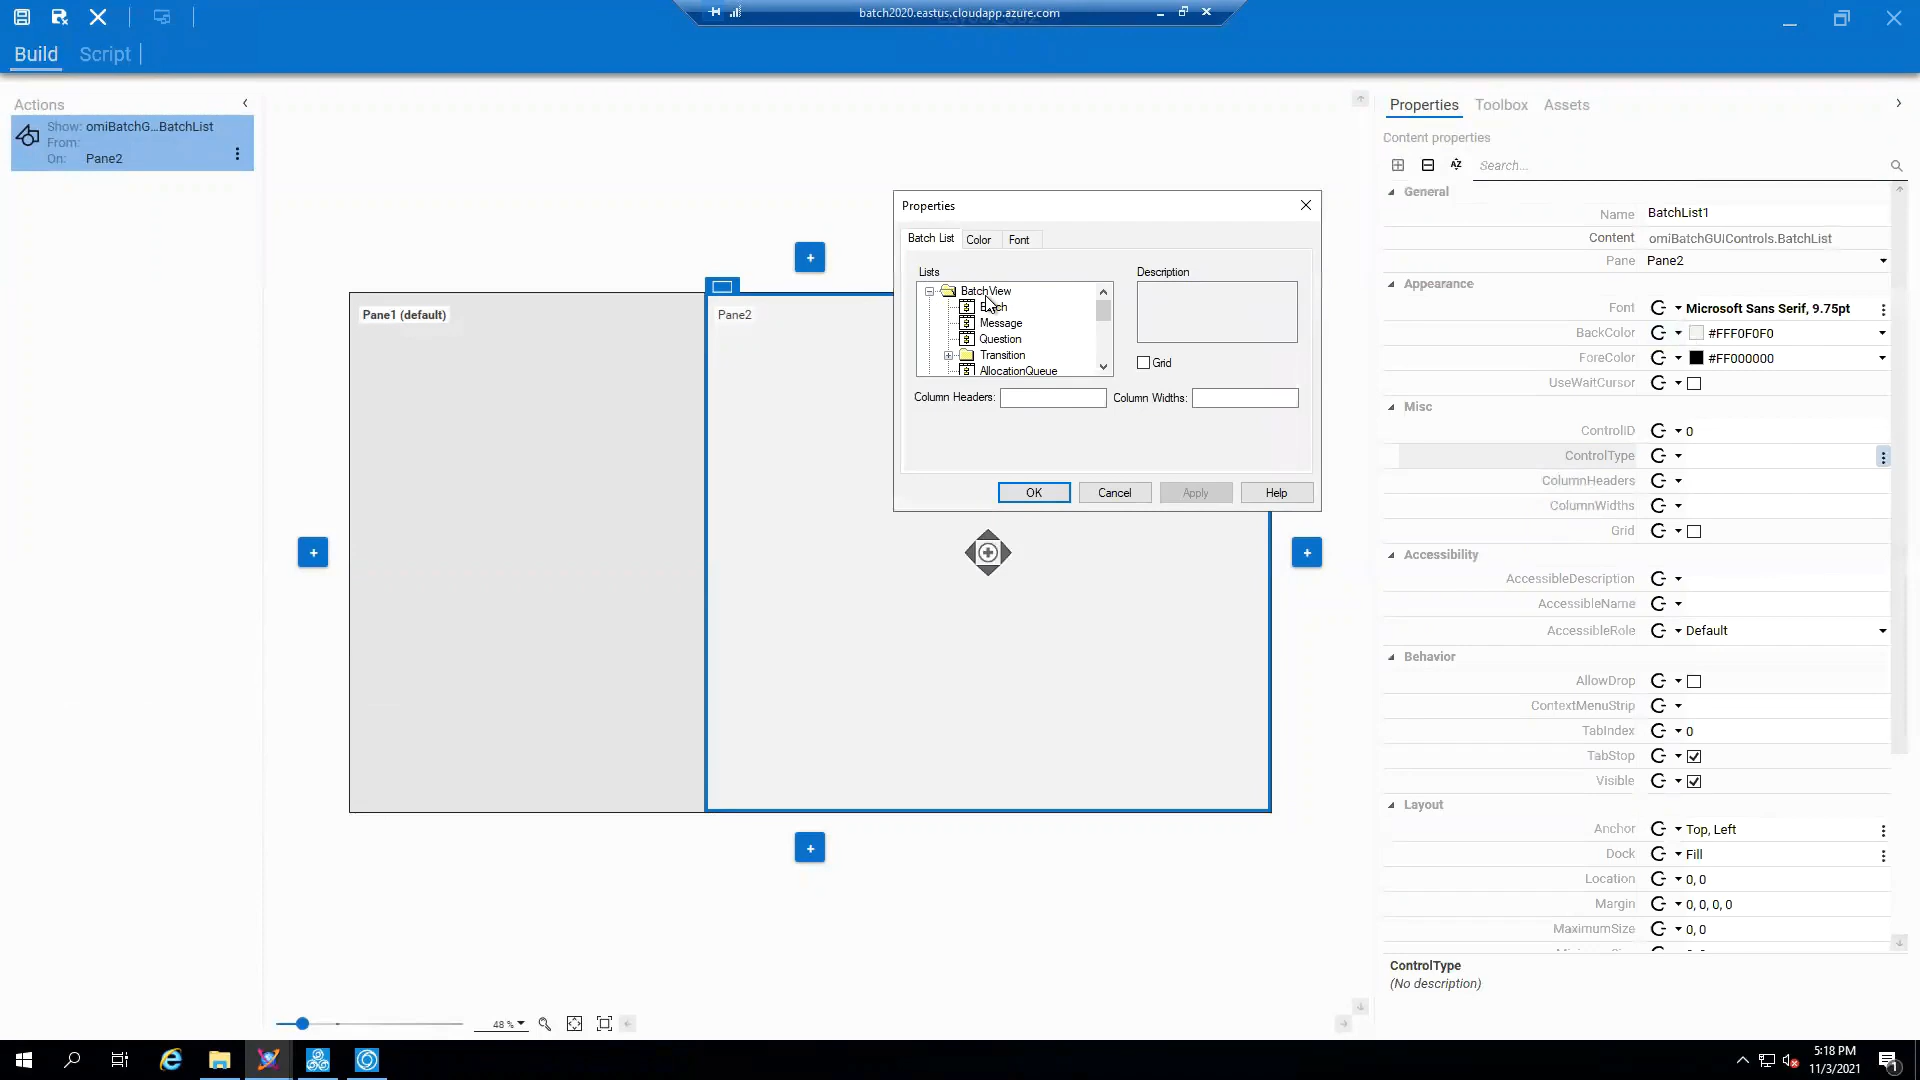 batch2020.eastus.cloudapp.azure.com
Build Script
Actions
Show: omiBatchG...BatchList
From:
On: Pane2
Pane1 (default)
Pane2
Properties
Batch List Color Font
Lists
BatchView
Batch
Message
Question
Transition
AllocationQueue
Description
Grid
Column Headers: Column Widths:
OK Cancel Apply Help
Properties Toolbox Assets
Content properties
Search...
General
Name BatchList1
Content omiBatchGUIControls.BatchList
Pane Pane2
Appearance
Font Microsoft Sans Serif, 9.75pt
BackColor #FFF0F0F0
ForeColor #FF000000
UseWaitCursor
Misc
ControlID 0
ControlType
ColumnHeaders
ColumnWidths
Grid
Accessibility
AccessibleDescription
AccessibleName
AccessibleRole Default
Behavior
AllowDrop
ContextMenuStrip
TabIndex 0
TabStop
Visible
Layout
Anchor Top, Left
Dock Fill
Location 0, 0
Margin 0, 0, 0, 0
MaximumSize 0, 0
ControlType
(No description)
48 %
5:18 PM
11/3/2021
1